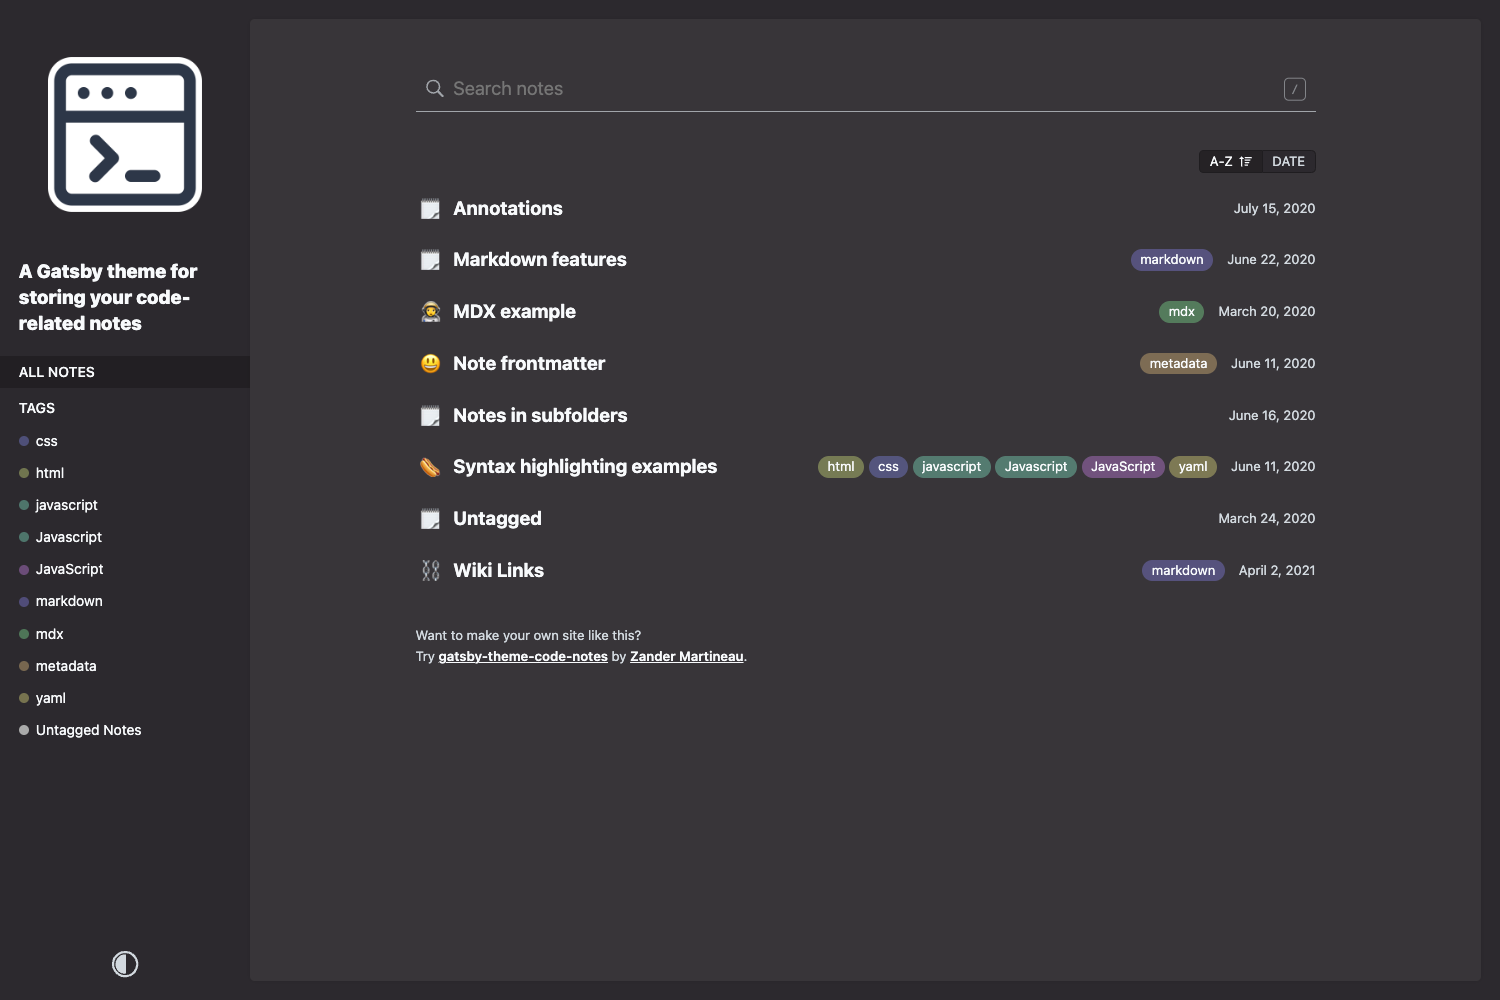 A Gatsby theme for
storing your code-
related notes
ALL NOTES
TAGS
css
html
javascript
Javascript
JavaScript
markdown
mdx
metadata
yaml
Untagged Notes
Search notes /
A-Z DATE
Annotations July 15, 2020
Markdown features markdown June 22, 2020
MDX example mdx March 20, 2020
Note frontmatter metadata June 11, 2020
Notes in subfolders June 16, 2020
Syntax highlighting examples html css javascript Javascript JavaScript yaml June 11, 2020
Untagged March 24, 2020
Wiki Links markdown April 2, 2021
Want to make your own site like this?
Try gatsby-theme-code-notes by Zander Martineau.